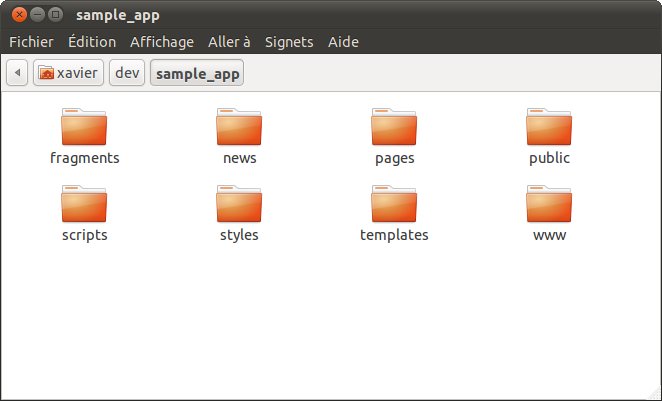 sample_app
Fichier Édition Affichage Aller à Signets Aide
xavier dev sample_app
fragments news pages public
scripts styles templates www